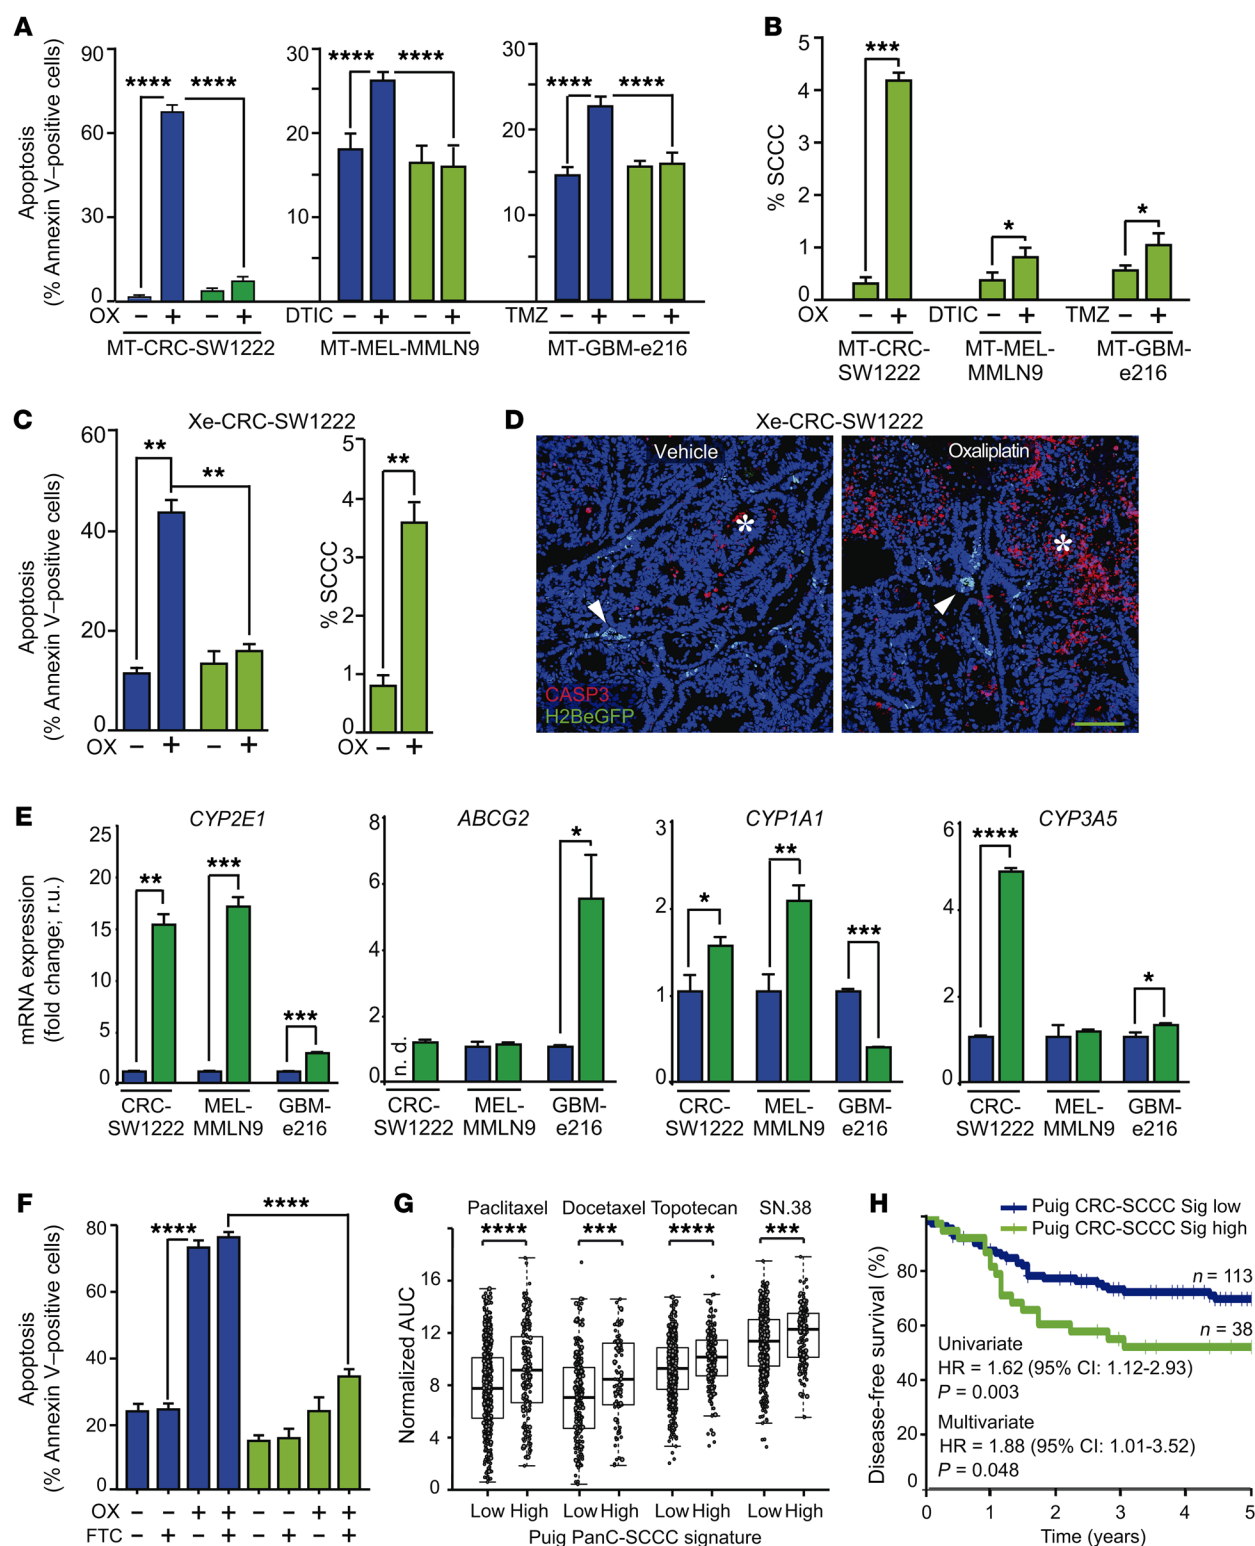 A
Apoptosis
(% Annexin V–positive cells)
90
60
30
0
**** ****
OX – + – +
MT-CRC-SW1222
30
20
10
**** ****
DTIC – + – +
MT-MEL-MMLN9
30
20
10
**** ****
TMZ – + – +
MT-GBM-e216
B
% SCCC
5
4
3
2
1
0
***
*
*
OX – + DTIC – + TMZ – +
MT-CRC-
SW1222
MT-MEL-
MMLN9
MT-GBM-
e216
C
Xe-CRC-SW1222
Apoptosis
(% Annexin V–positive cells)
60
40
20
0
**
**
OX – + – +
% SCCC
5
4
3
2
1
0
**
OX – +
D
Xe-CRC-SW1222
Vehicle
Oxaliplatin
*
*
CASP3
H2BeGFP
E
mRNA expression
(fold change; r.u.)
CYP2E1
25
20
15
10
5
0
**
***
***
CRC-
SW1222
MEL-
MMLN9
GBM-
e216
ABCG2
8
6
4
2
0
n. d.
*
CRC-
SW1222
MEL-
MMLN9
GBM-
e216
CYP1A1
3
2
1
0
*
**
***
CRC-
SW1222
MEL-
MMLN9
GBM-
e216
CYP3A5
6
4
2
0
****
*
CRC-
SW1222
MEL-
MMLN9
GBM-
e216
F
Apoptosis
(% Annexin V–positive cells)
80
60
40
20
0
****
****
OX – – + + – – + +
FTC – + – + – + – +
G
Paclitaxel Docetaxel Topotecan SN.38
**** *** **** ***
Normalized AUC
16
12
8
4
0
Low High Low High Low High Low High
Puig PanC-SCCC signature
H
Puig CRC-SCCC Sig low
Puig CRC-SCCC Sig high
Disease-free survival (%)
80
60
40
20
0
n = 113
n = 38
Univariate
HR = 1.62 (95% CI: 1.12-2.93)
P = 0.003
Multivariate
HR = 1.88 (95% CI: 1.01-3.52)
P = 0.048
0 1 2 3 4 5
Time (years)